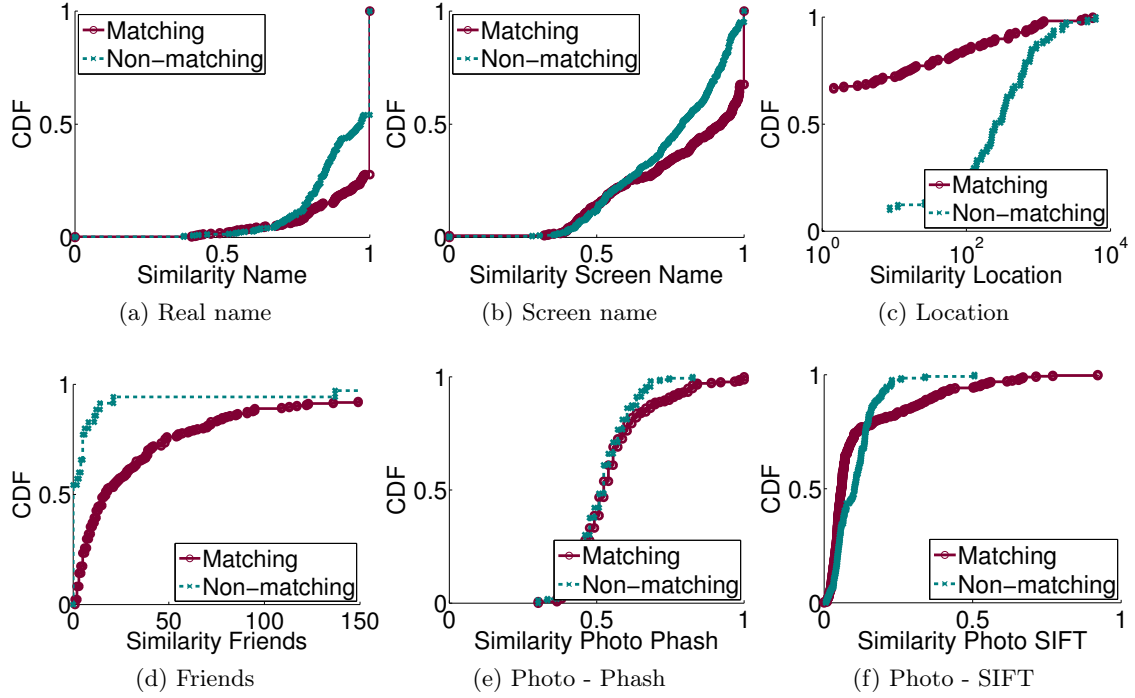 1
Matching
Non−matching
CDF
0.5
0
0.5
1
Similarity Name
(a) Real name
1
Matching
Non−matching
CDF
0.5
0
0.5
1
Similarity Screen Name
(b) Screen name
1
CDF
0.5
Matching
Non−matching
0
10^0
10^2
10^4
Similarity Location
(c) Location
1
CDF
0.5
Matching
Non−matching
0
0
50
100
150
Similarity Friends
(d) Friends
1
CDF
0.5
Matching
Non−matching
0
0.5
1
Similarity Photo Phash
(e) Photo - Phash
1
CDF
0.5
Matching
Non−matching
0
0
0.5
1
Similarity Photo SIFT
(f) Photo - SIFT